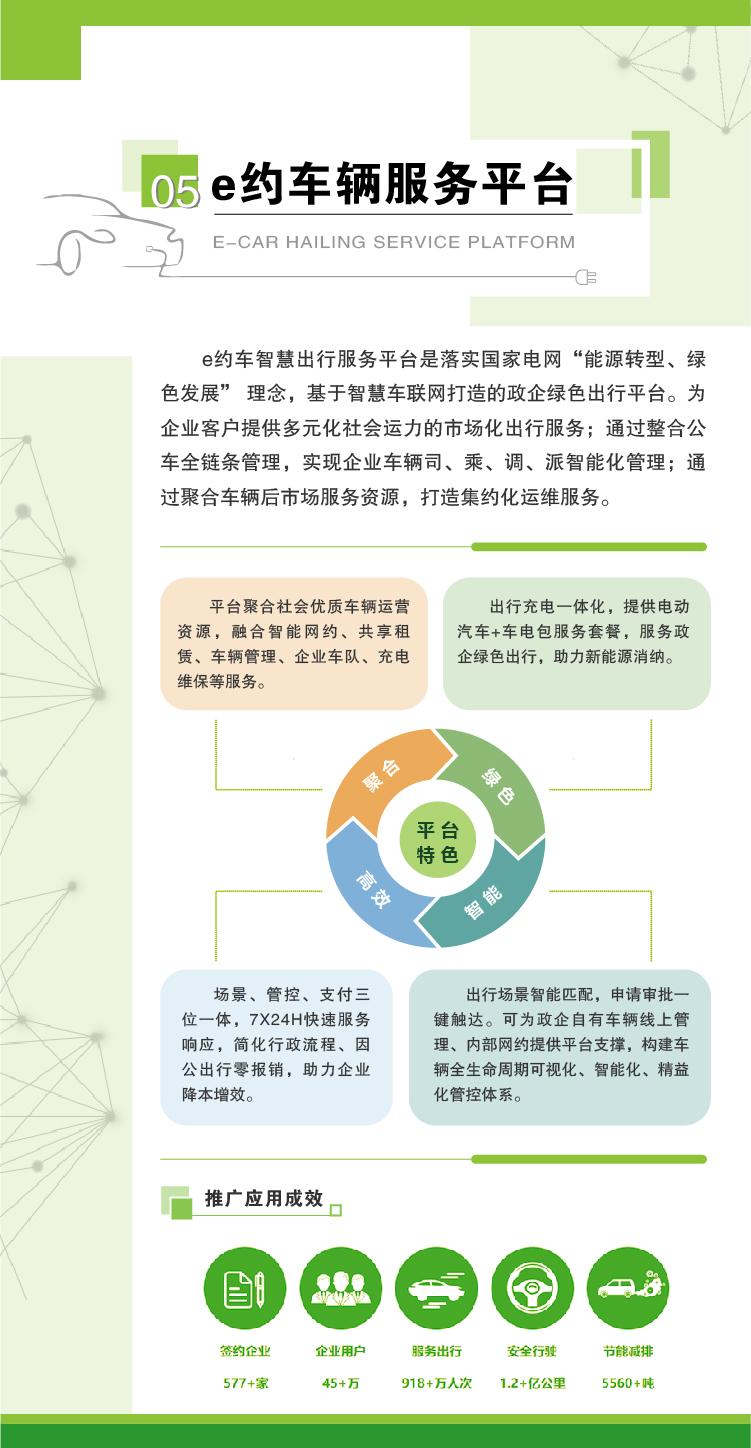 05 e约车辆服务平台
E-CAR HAILING SERVICE PLATFORM
e约车智慧出行服务平台是落实国家电网“能源转型、绿
色发展” 理念，基于智慧车联网打造的政企绿色出行平台。为
企业客户提供多元化社会运力的市场化出行服务；通过整合公
车全链条管理，实现企业车辆司、乘、调、派智能化管理；通
过聚合车辆后市场服务资源，打造集约化运维服务。
平台聚合社会优质车辆运营
资源，融合智能网约、共享租
赁、车辆管理、企业车队、充电
维保等服务。
出行充电一体化，提供电动
汽车+车电包服务套餐，服务政
企绿色出行，助力新能源消纳。
聚合
绿色
平台
特色
高效
智能
场景、管控、支付三
位一体，7X24H快速服务
响应，简化行政流程、因
公出行零报销，助力企业
降本增效。
出行场景智能匹配，申请审批一
键触达。可为政企自有车辆线上管
理、内部网约提供平台支撑，构建车
辆全生命周期可视化、智能化、精益
化管控体系。
推广应用成效
签约企业 企业用户 服务出行 安全行驶 节能减排
577+家 45+万 918+万人次 1.2+亿公里 5560+吨